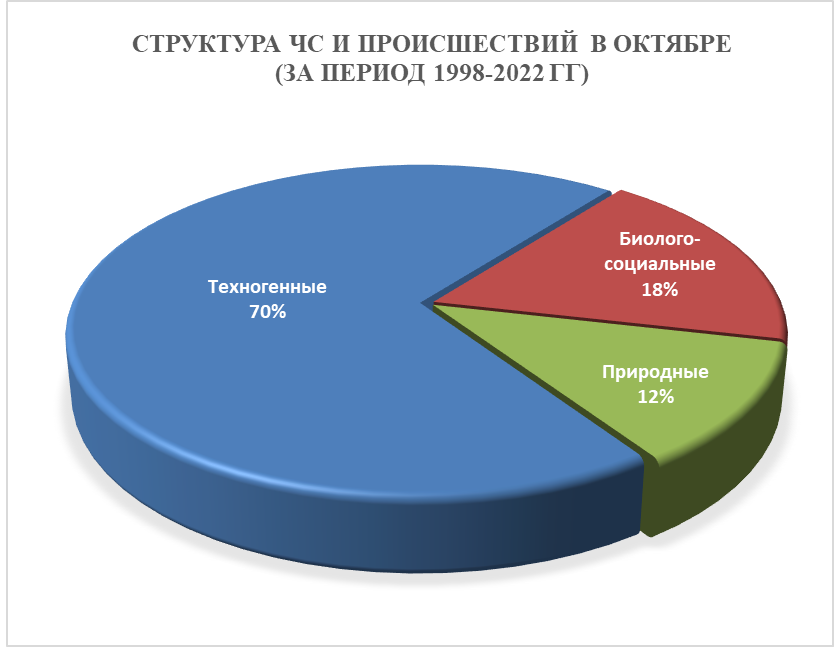 СТРУКТУРА ЧС И ПРОИСШЕСТВИЙ В ОКТЯБРЕ
(ЗА ПЕРИОД 1998-2022 ГГ)
Биолого-
социальные
18%
Техногенные
70%
Природные
12%